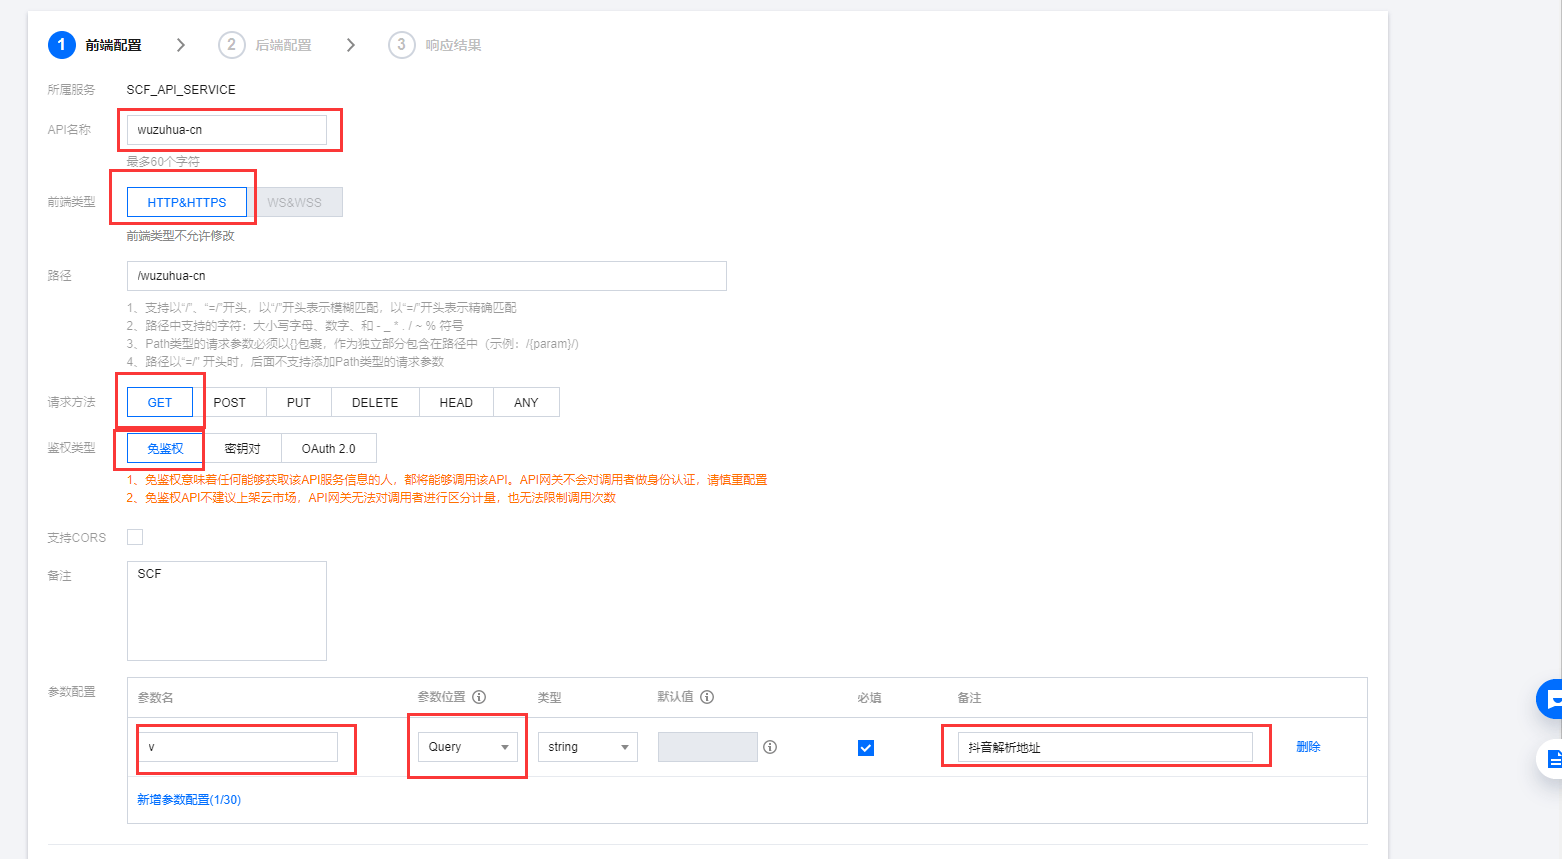 1 前端配置 2 后端配置 3 响应结果
所属服务 SCF_API_SERVICE
API名称 wuzuhua-cn
最多60个字符
前端类型 HTTP&HTTPS WS&WSS
前端类型不允许修改
路径 /wuzuhua-cn
1、支持以“/”、“=/”开头，以“/”开头表示模糊匹配，以“=/”开头表示精确匹配
2、路径中支持的字符：大小写字母、数字、和 - _ * . / ~ % 符号
3、Path类型的请求参数必须以{}包裹，作为独立部分包含在路径中（示例：/{param}/）
4、路径以“=/” 开头时，后面不支持添加Path类型的请求参数
请求方法 GET POST PUT DELETE HEAD ANY
鉴权类型 免鉴权 密钥对 OAuth 2.0
1、免鉴权意味着任何能够获取该API服务信息的人，都将能够调用该API。API网关不会对调用者做身份认证，请慎重配置
2、免鉴权API不建议上架云市场，API网关无法对调用者进行区分计量，也无法限制调用次数
支持CORS
备注 SCF
参数配置 参数名 参数位置 类型 默认值 必填 备注
v Query string 抖音解析地址 删除
新增参数配置(1/30)